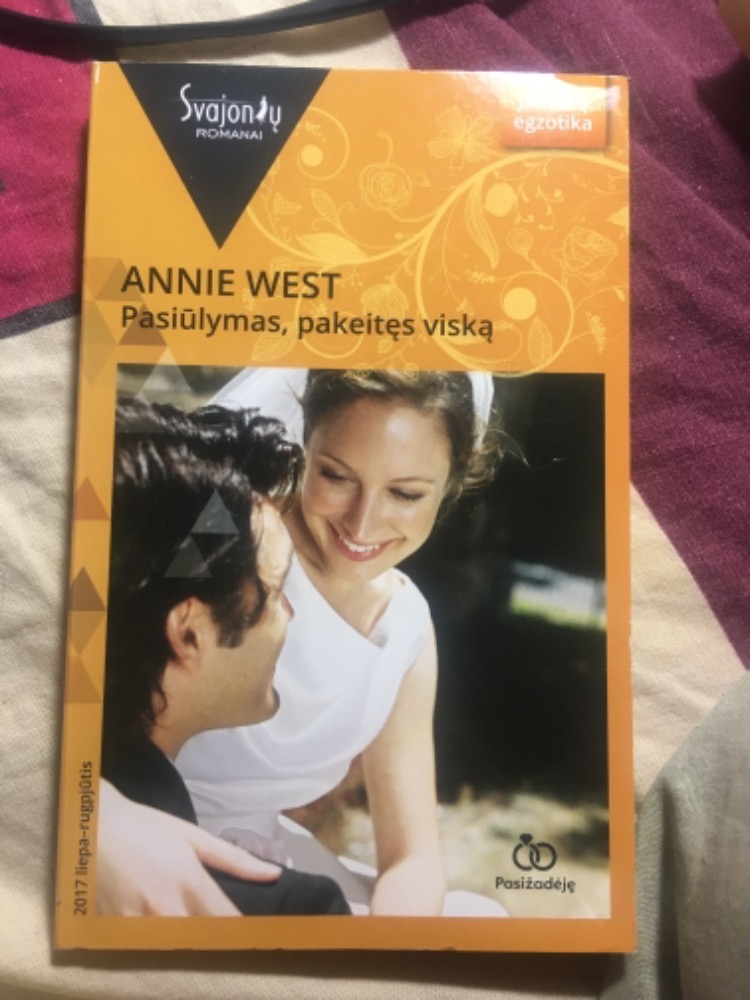 Svajonių
ROMANAI
egzotika
ANNIE WEST
Pasiūlymas, pakeitęs viską
2017 liepa–rugpjūtis
Pasižadėję